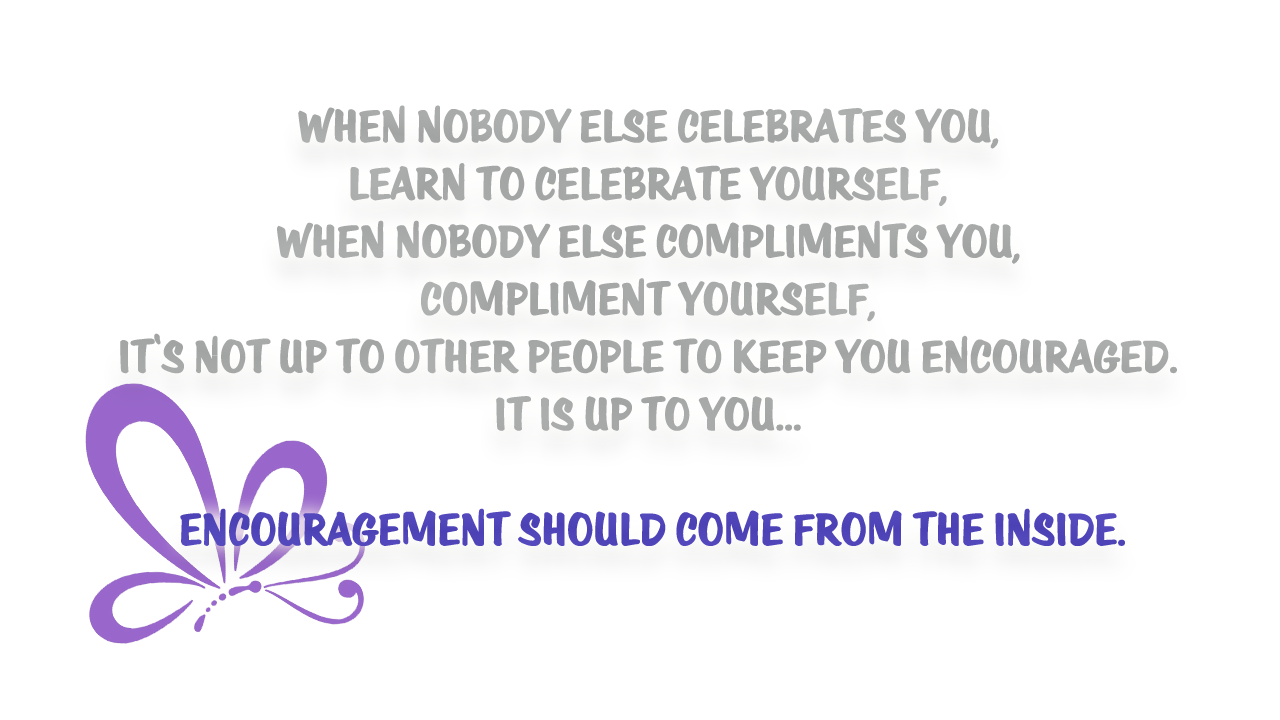 WHEN NOBODY ELSE CELEBRATES YOU,
LEARN TO CELEBRATE YOURSELF,
WHEN NOBODY ELSE COMPLIMENTS YOU,
COMPLIMENT YOURSELF,
IT'S NOT UP TO OTHER PEOPLE TO KEEP YOU ENCOURAGED.
IT IS UP TO YOU...
ENCOURAGEMENT SHOULD COME FROM THE INSIDE.